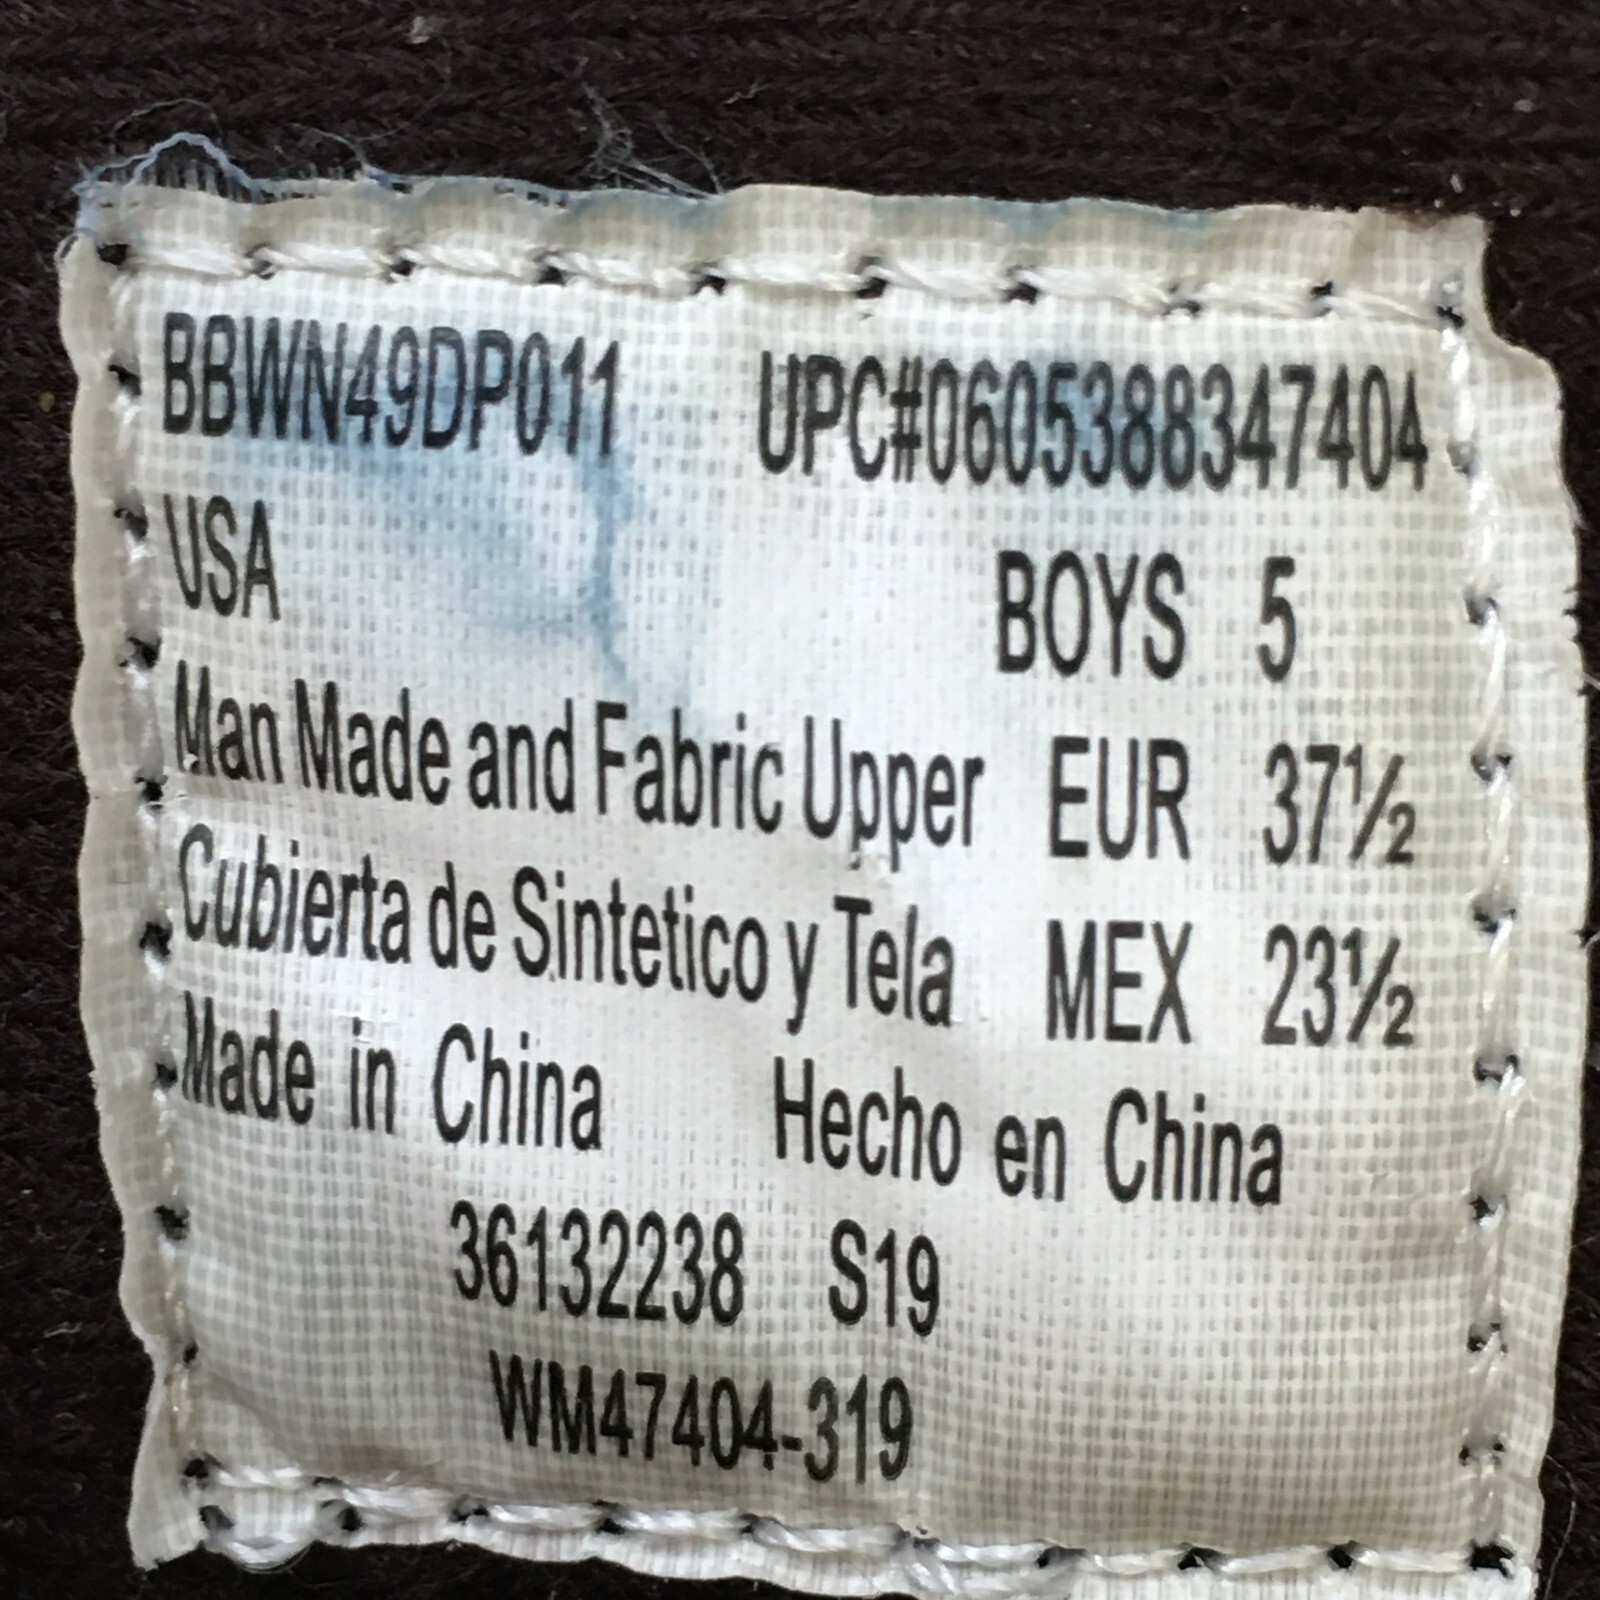 BBWN49DP011 UPC#0605388347404
USA BOYS 5
Man Made and Fabric Upper EUR 37½
Cubierta de Sintetico y Tela MEX 23½
Made in China Hecho en China
36132238 S19
WM47404-319